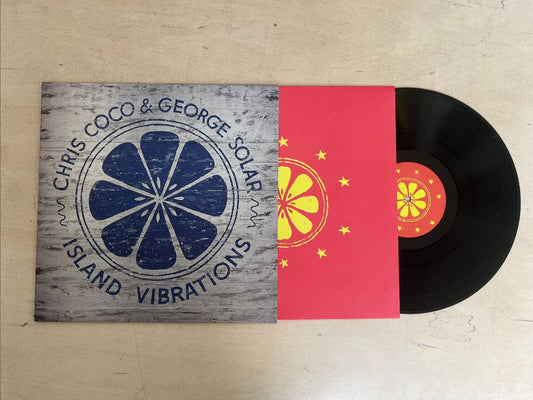 CHRIS COCO & GEORGE SOLAR
ISLAND VIBRATIONS